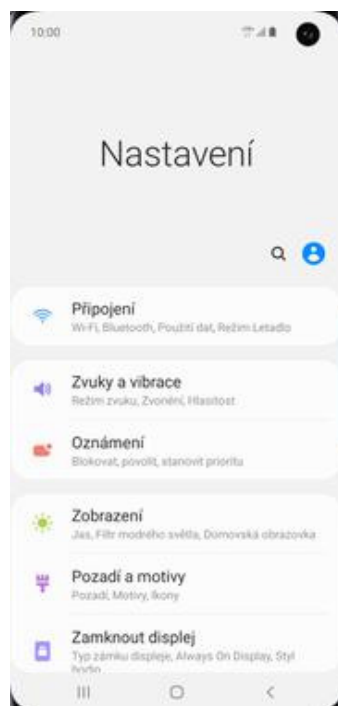 10:00
Nastavení
Připojení
Wi-Fi, Bluetooth, Použití dat, Režim Letadlo
Zvuky a vibrace
Režim zvuku, Zvonění, Hlasitost
Oznámení
Blokovat, povolit, stanovit prioritu
Zobrazení
Jas, Filtr modrého světla, Domovská obrazovka
Pozadí a motivy
Pozadí, Motivy, Ikony
Zamknout displej
Typ zámku displeje, Always On Display, Styl
hodin